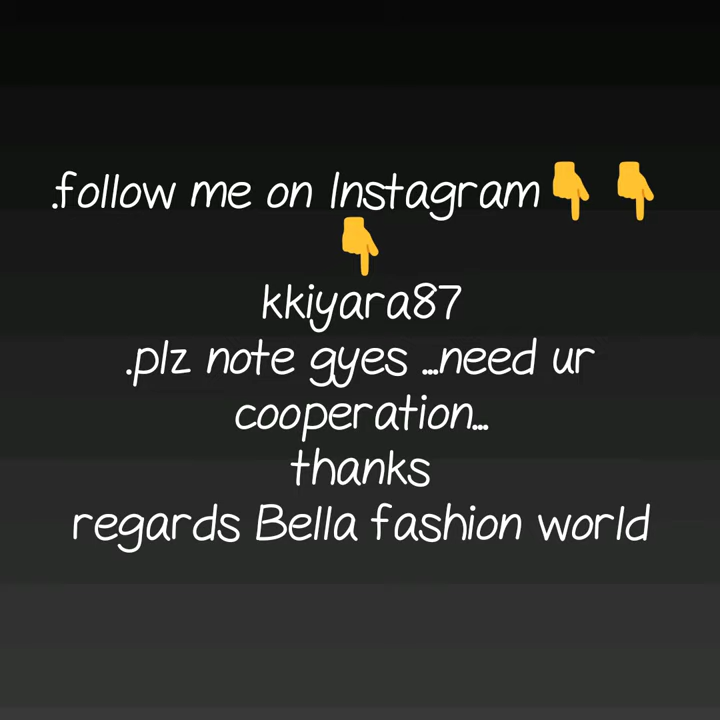 .follow me on Instagram👇 👇
👇
kkiyara87
.plz note gyes ...need ur
cooperation...
thanks
regards Bella fashion world